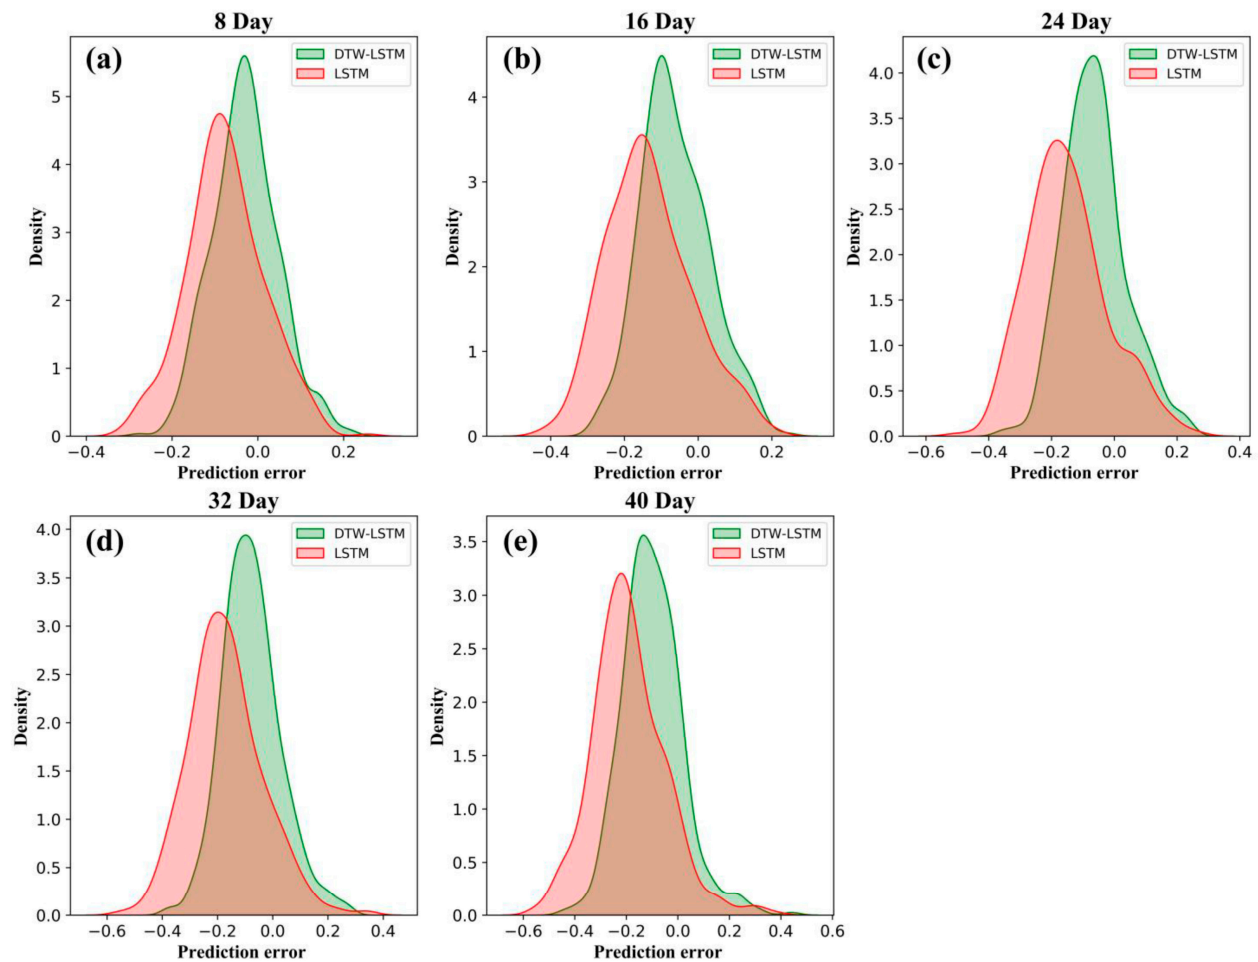 8 Day
(a)
DTW-LSTM
LSTM
5
4
3
2
1
0
Density
−0.4
−0.2
0.0
0.2
Prediction error
16 Day
(b)
DTW-LSTM
LSTM
4
3
2
1
0
Density
−0.4
−0.2
0.0
0.2
Prediction error
24 Day
(c)
DTW-LSTM
LSTM
4.0
3.5
3.0
2.5
2.0
1.5
1.0
0.5
0.0
Density
−0.6
−0.4
−0.2
0.0
0.2
0.4
Prediction error
32 Day
(d)
DTW-LSTM
LSTM
4.0
3.5
3.0
2.5
2.0
1.5
1.0
0.5
0.0
Density
−0.6
−0.4
−0.2
0.0
0.2
0.4
Prediction error
40 Day
(e)
DTW-LSTM
LSTM
3.5
3.0
2.5
2.0
1.5
1.0
0.5
0.0
Density
−0.6
−0.4
−0.2
0.0
0.2
0.4
0.6
Prediction error